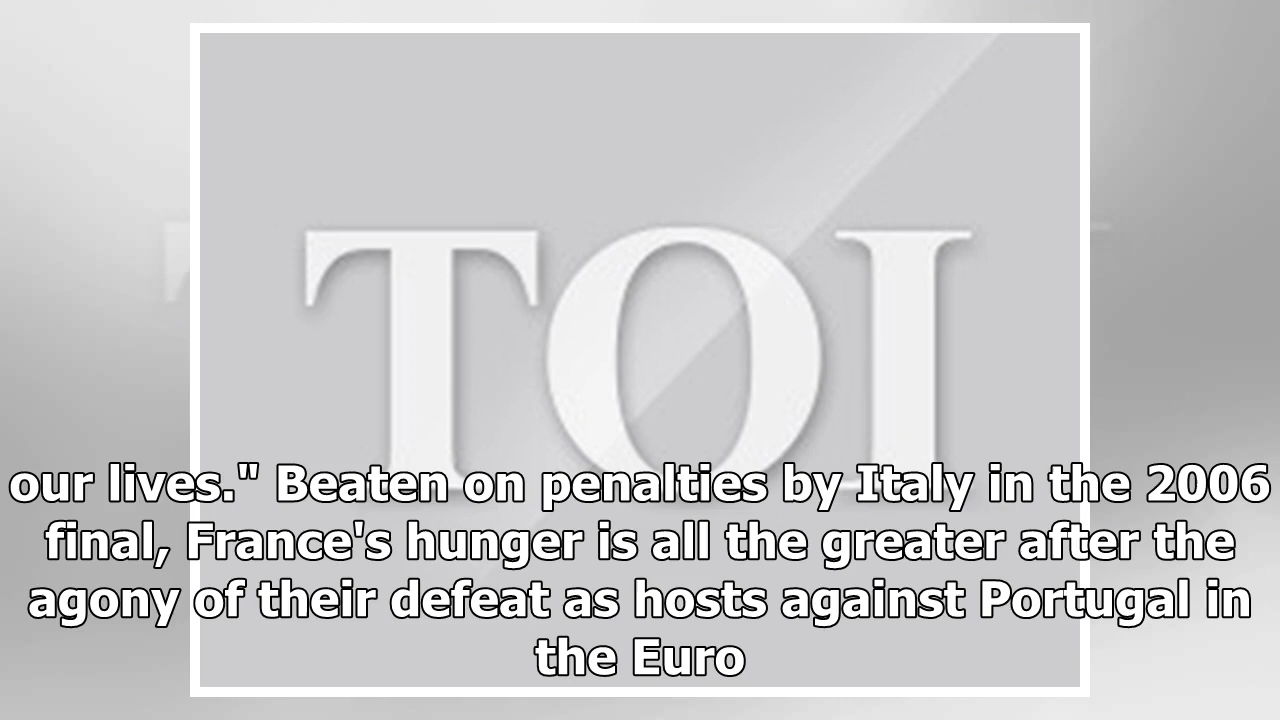 TOI
our lives." Beaten on penalties by Italy in the 2006
final, France's hunger is all the greater after the
agony of their defeat as hosts against Portugal in
the Euro